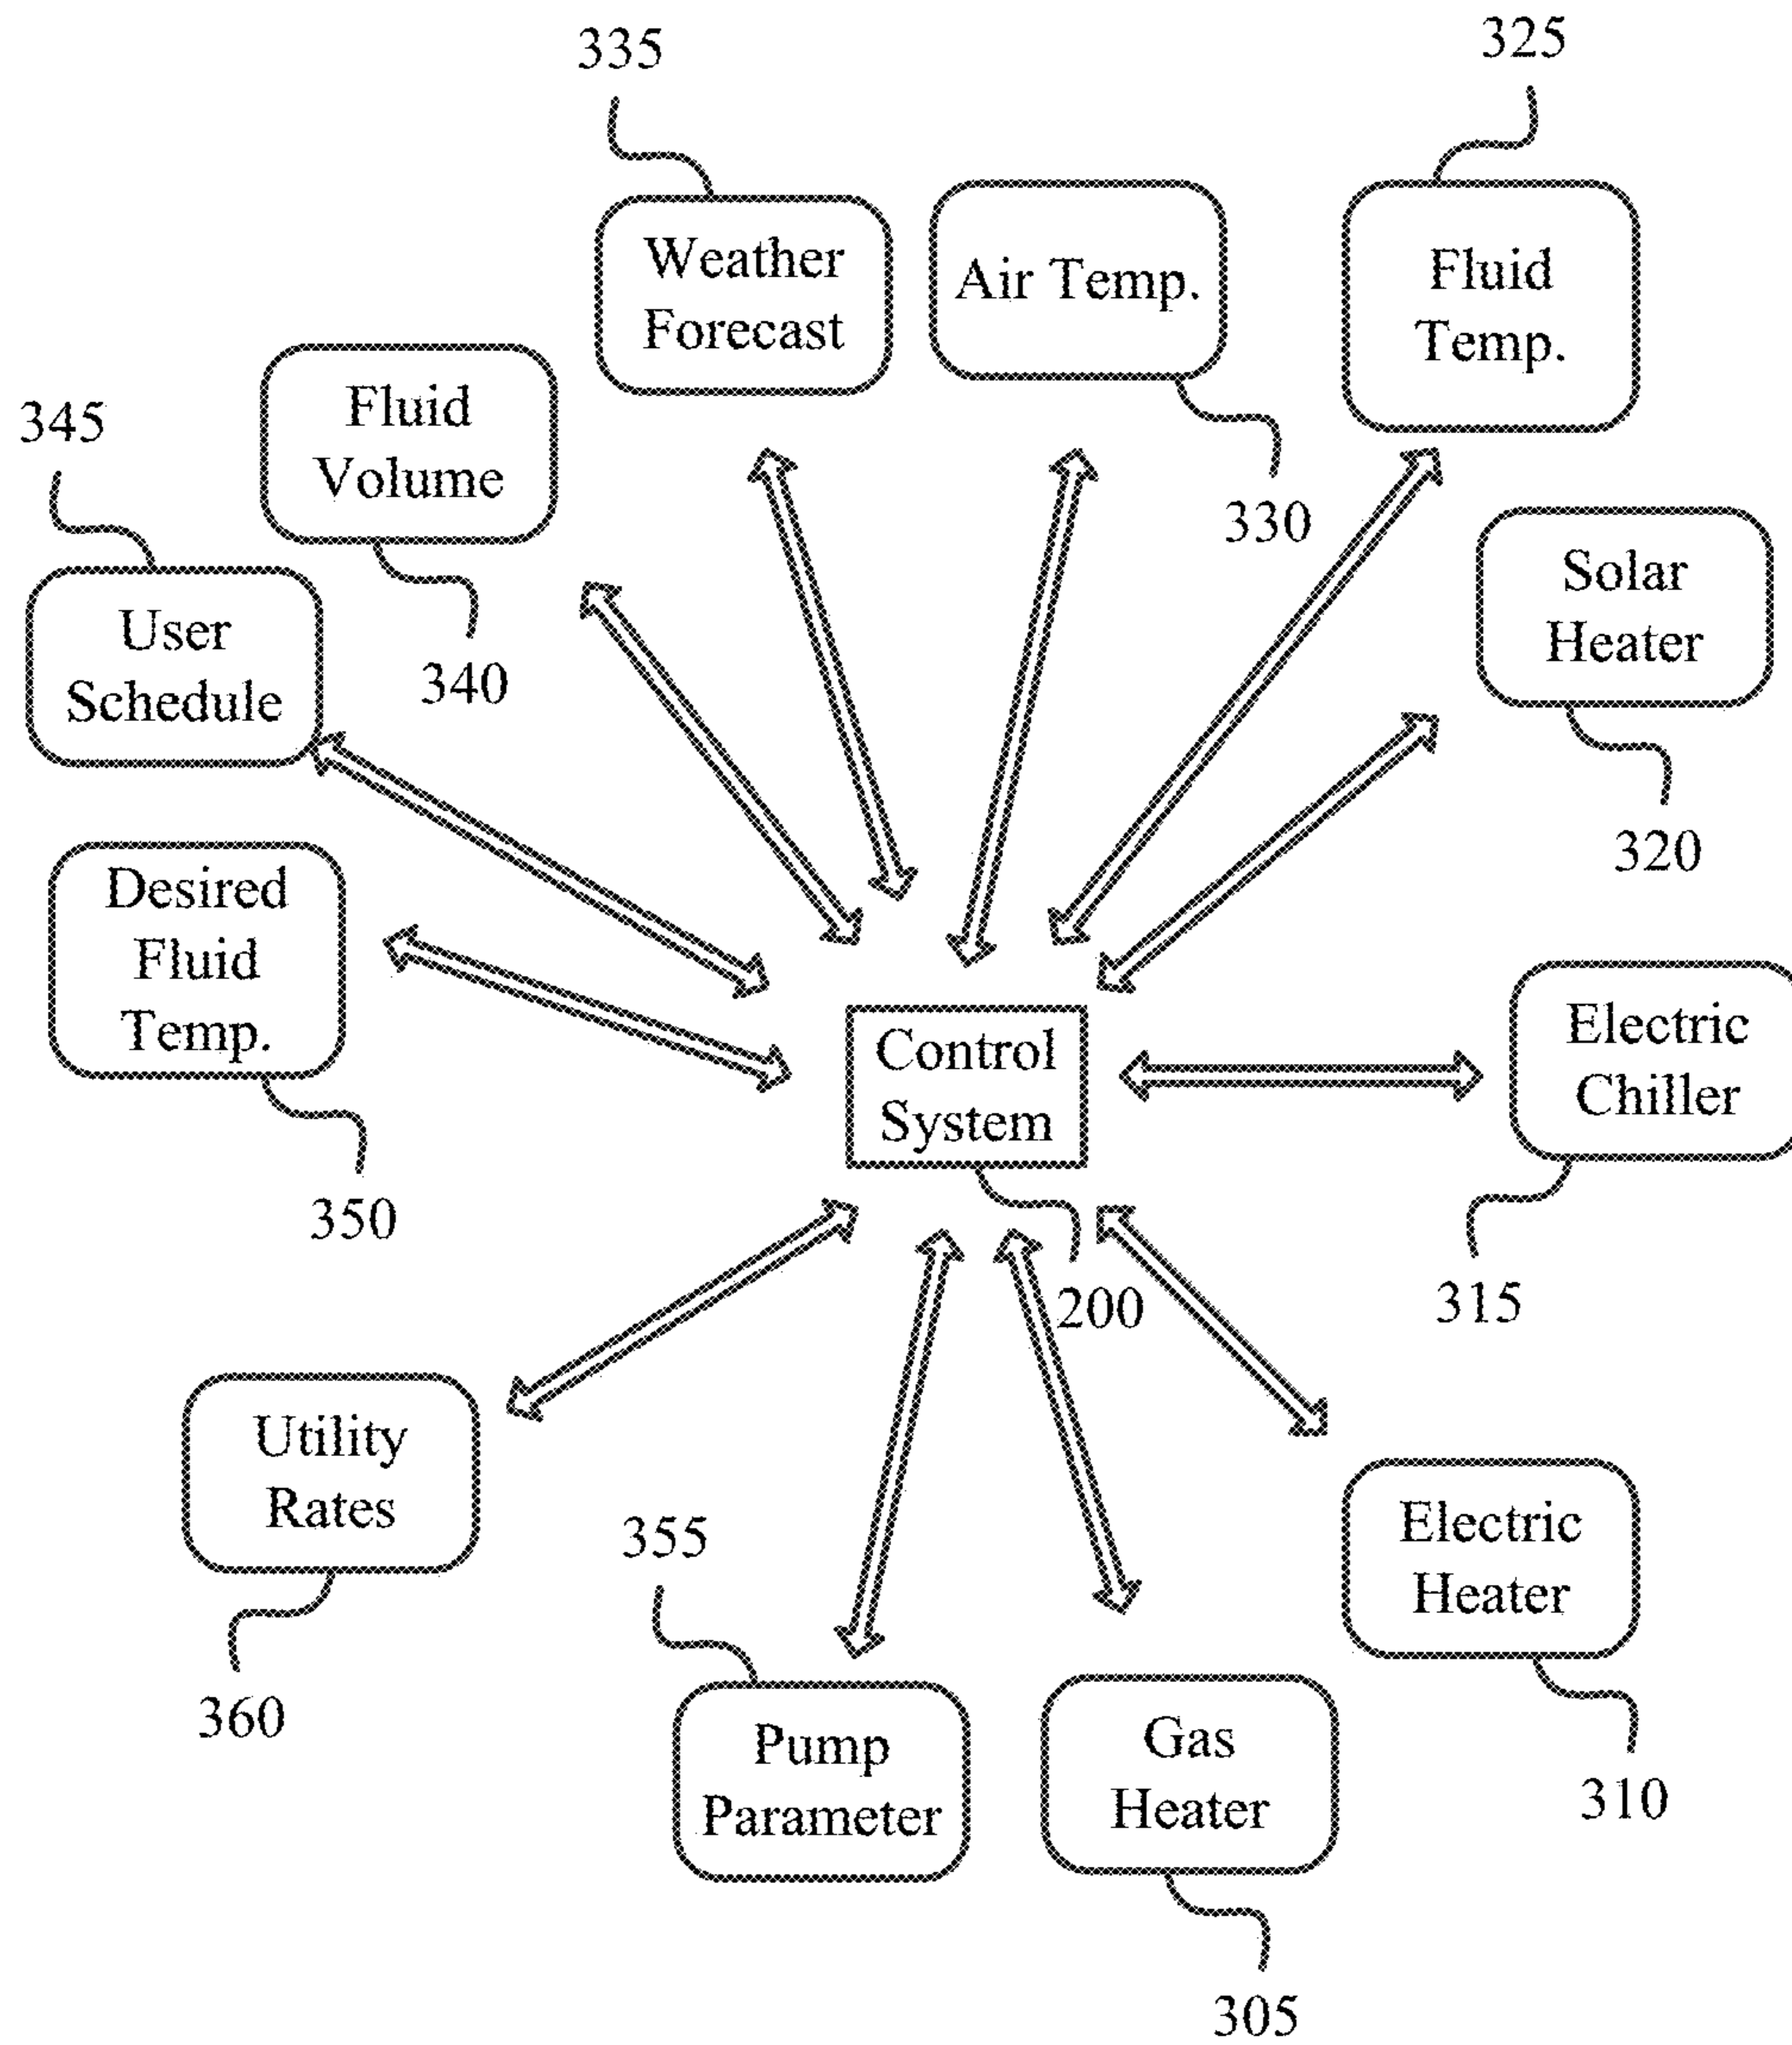 335
325
Weather
Forecast
Air Temp.
Fluid
Temp.
330
345
Fluid
Volume
340
User
Schedule
Solar
Heater
320
Desired
Fluid
Temp.
350
Control
System
200
Electric
Chiller
315
Utility
Rates
360
355
Pump
Parameter
Gas
Heater
305
Electric
Heater
310